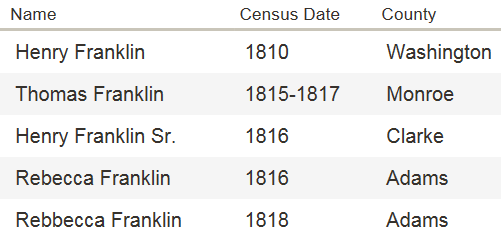 Name Census Date County
Henry Franklin 1810 Washington
Thomas Franklin 1815-1817 Monroe
Henry Franklin Sr. 1816 Clarke
Rebecca Franklin 1816 Adams
Rebbecca Franklin 1818 Adams